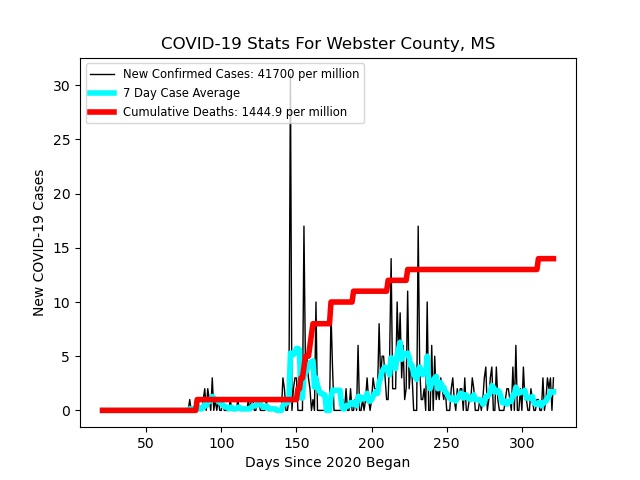 COVID-19 Stats For Webster County, MS
New Confirmed Cases: 41700 per million
7 Day Case Average
Cumulative Deaths: 1444.9 per million
New COVID-19 Cases
30
25
20
15
10
5
0
50 100 150 200 250 300
Days Since 2020 Began